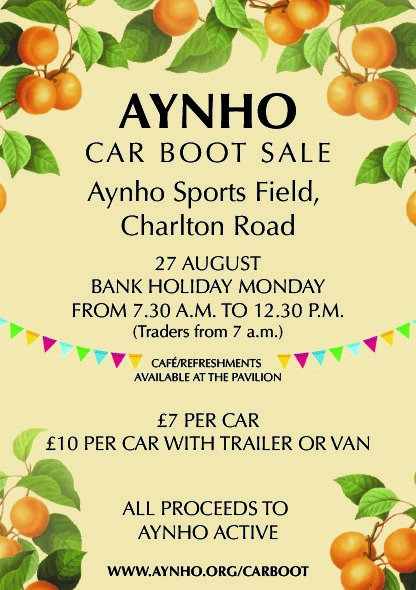 AYNHO
CAR BOOT SALE
Aynho Sports Field,
Charlton Road
27 AUGUST
BANK HOLIDAY MONDAY
FROM 7.30 A.M. TO 12.30 P.M.
(Traders from 7 a.m.)
CAFÉ/REFRESHMENTS
AVAILABLE AT THE PAVILION
£7 PER CAR
£10 PER CAR WITH TRAILER OR VAN
ALL PROCEEDS TO
AYNHO ACTIVE
WWW.AYNHO.ORG/CARBOOT